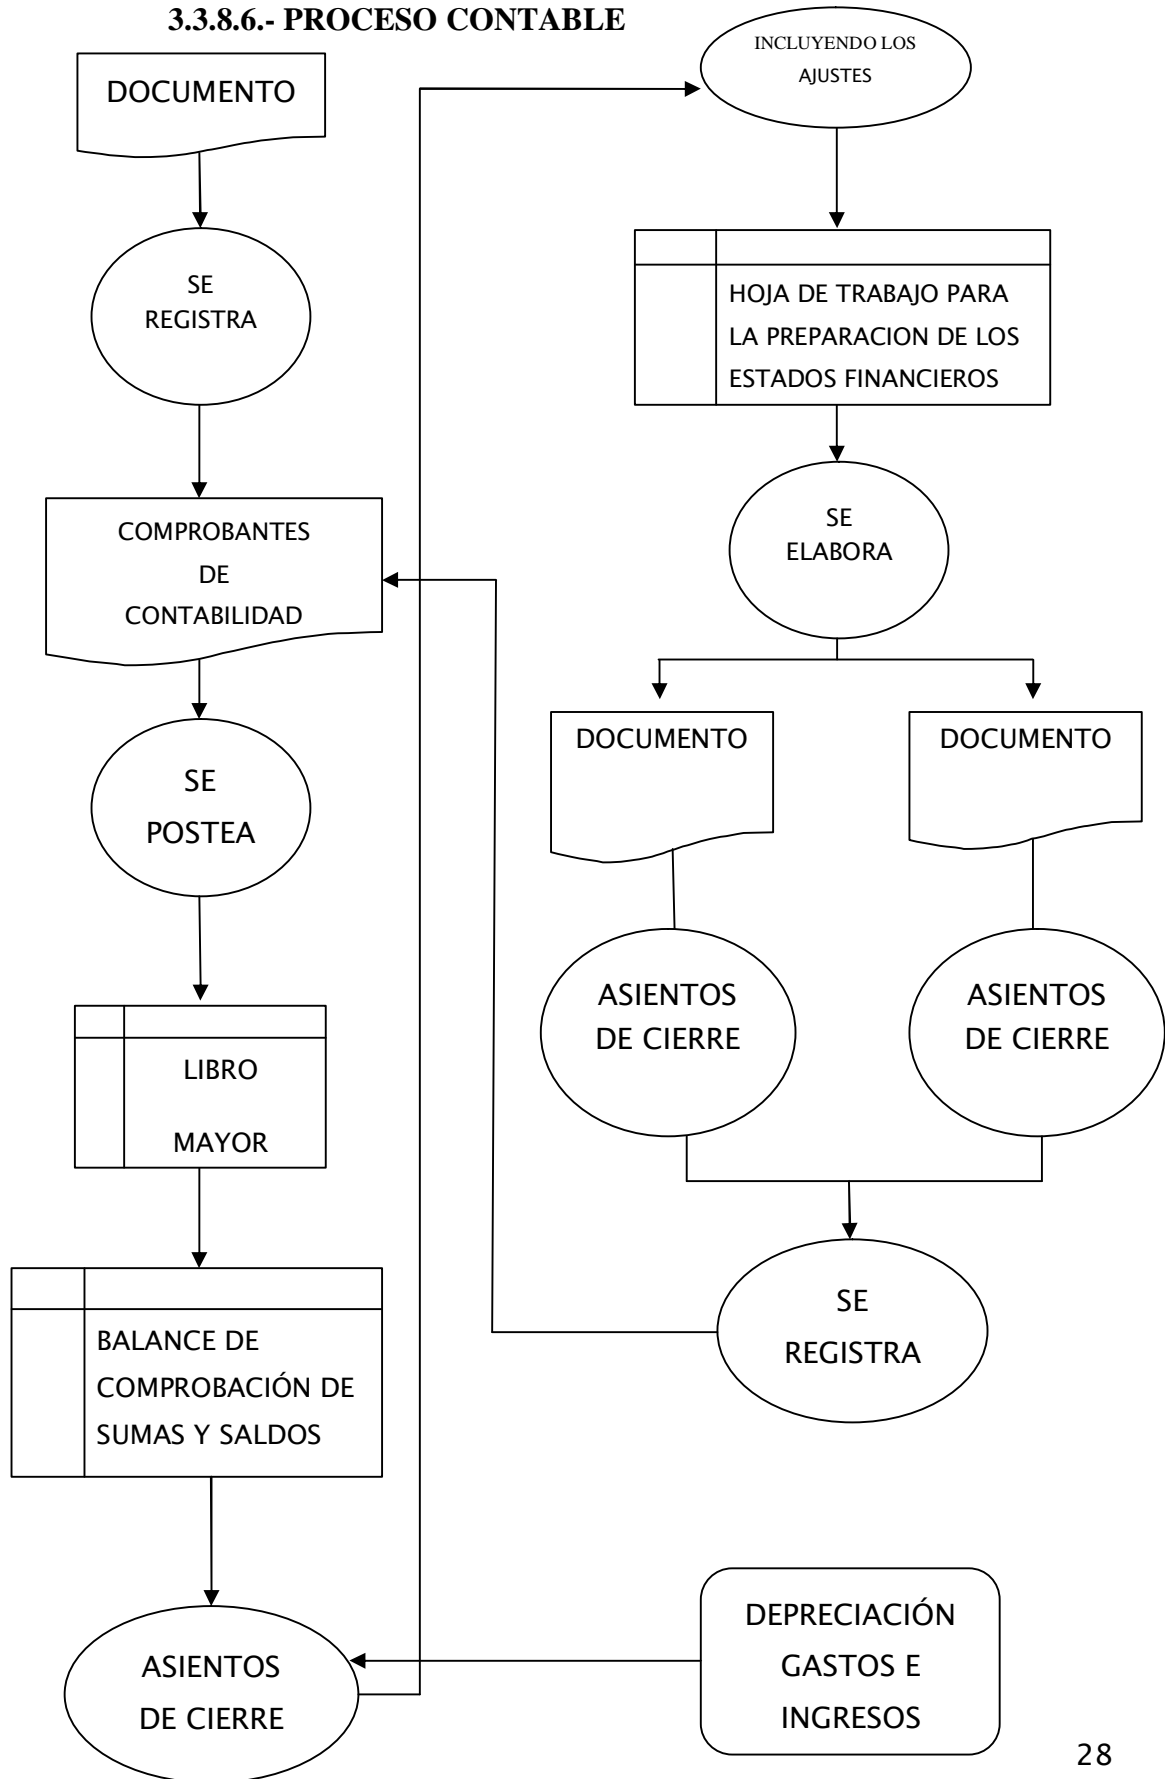 3.3.8.6.- PROCESO CONTABLE
DOCUMENTO
SE
REGISTRA
COMPROBANTES
DE
CONTABILIDAD
SE
POSTEA
LIBRO
MAYOR
BALANCE DE
COMPROBACIÓN DE
SUMAS Y SALDOS
ASIENTOS
DE CIERRE
DEPRECIACIÓN
GASTOS E
INGRESOS
INCLUYENDO LOS
AJUSTES
HOJA DE TRABAJO PARA
LA PREPARACION DE LOS
ESTADOS FINANCIEROS
SE
ELABORA
DOCUMENTO
DOCUMENTO
ASIENTOS
DE CIERRE
ASIENTOS
DE CIERRE
SE
REGISTRA
28